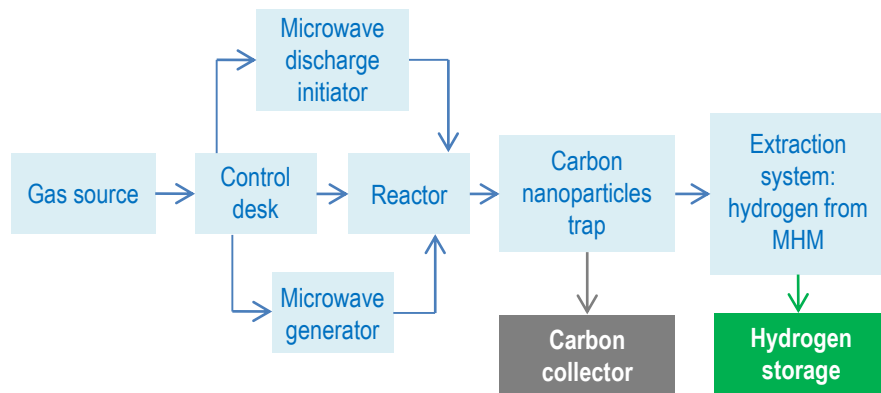 Microwave
discharge
initiator
Gas source
Control
desk
Reactor
Carbon
nanoparticles
trap
Extraction
system:
hydrogen from
MHM
Microwave
generator
Carbon
collector
Hydrogen
storage